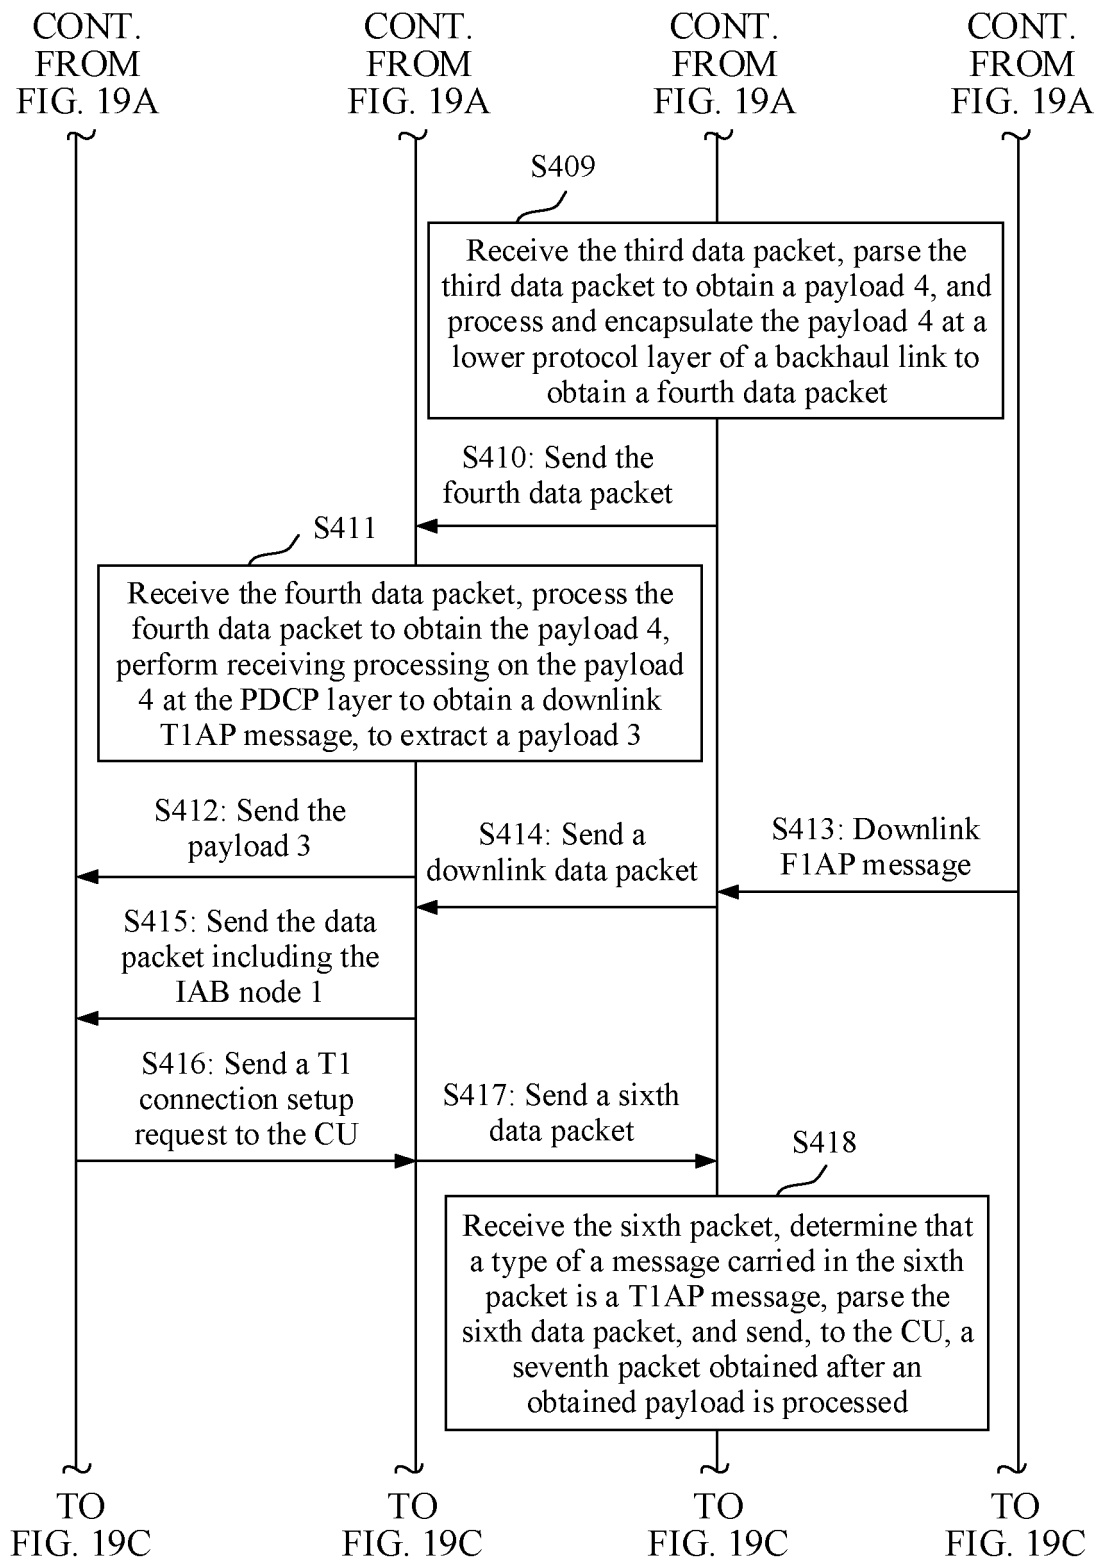 CONT.
FROM
FIG. 19A
CONT.
FROM
FIG. 19A
CONT.
FROM
FIG. 19A
CONT.
FROM
FIG. 19A
S409
Receive the third data packet, parse the
third data packet to obtain a payload 4, and
process and encapsulate the payload 4 at a
lower protocol layer of a backhaul link to
obtain a fourth data packet
S410: Send the
fourth data packet
S411
Receive the fourth data packet, process the
fourth data packet to obtain the payload 4,
perform receiving processing on the payload
4 at the PDCP layer to obtain a downlink
T1AP message, to extract a payload 3
S412: Send the
payload 3
S413: Downlink
F1AP message
S414: Send a
downlink data packet
S415: Send the data
packet including the
IAB node 1
S416: Send a T1
connection setup
request to the CU
S417: Send a sixth
data packet
S418
Receive the sixth packet, determine that
a type of a message carried in the sixth
packet is a T1AP message, parse the
sixth data packet, and send, to the CU, a
seventh packet obtained after an
obtained payload is processed
TO
FIG. 19C
TO
FIG. 19C
TO
FIG. 19C
TO
FIG. 19C